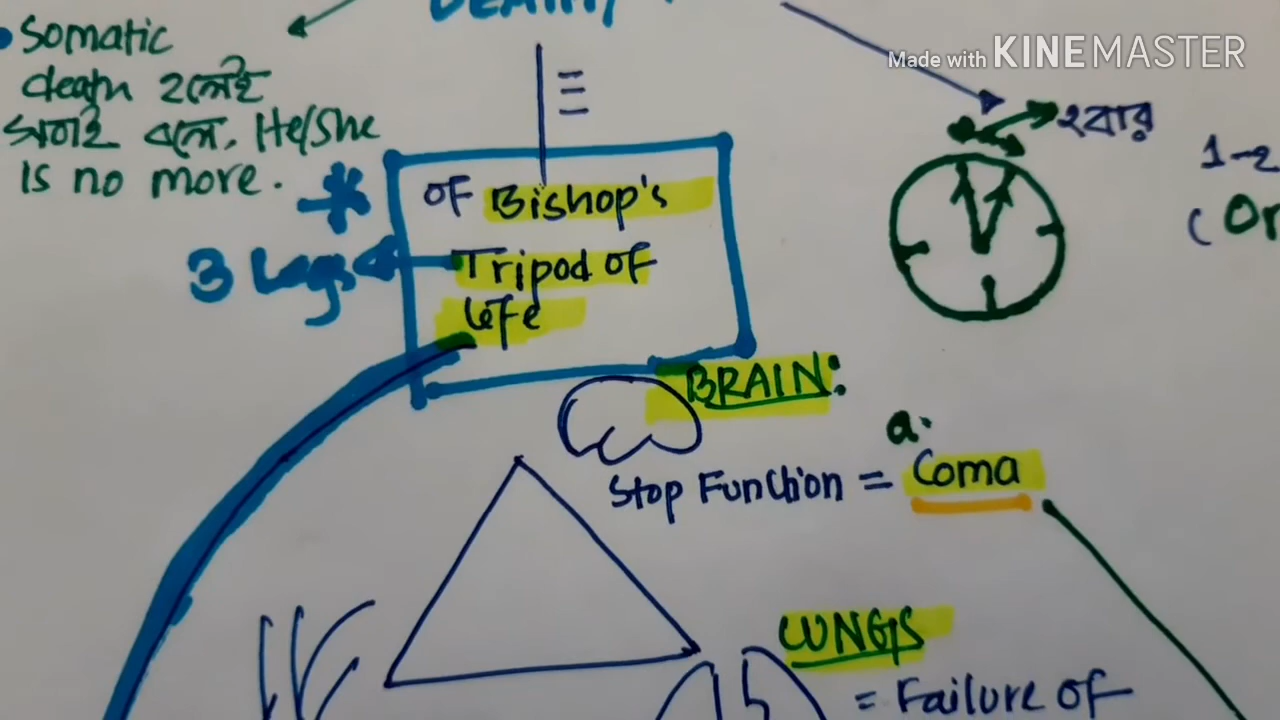 DEATH
Somatic
death হলেই
সবাই বলে, He/She
is no more.
Made with KINEMASTER
২বার
1-2
(Or
OF Bishop's
Tripod of
Life
3 Legs
BRAIN:
a.
Stop Function = Coma
LUNGS
= Failure of